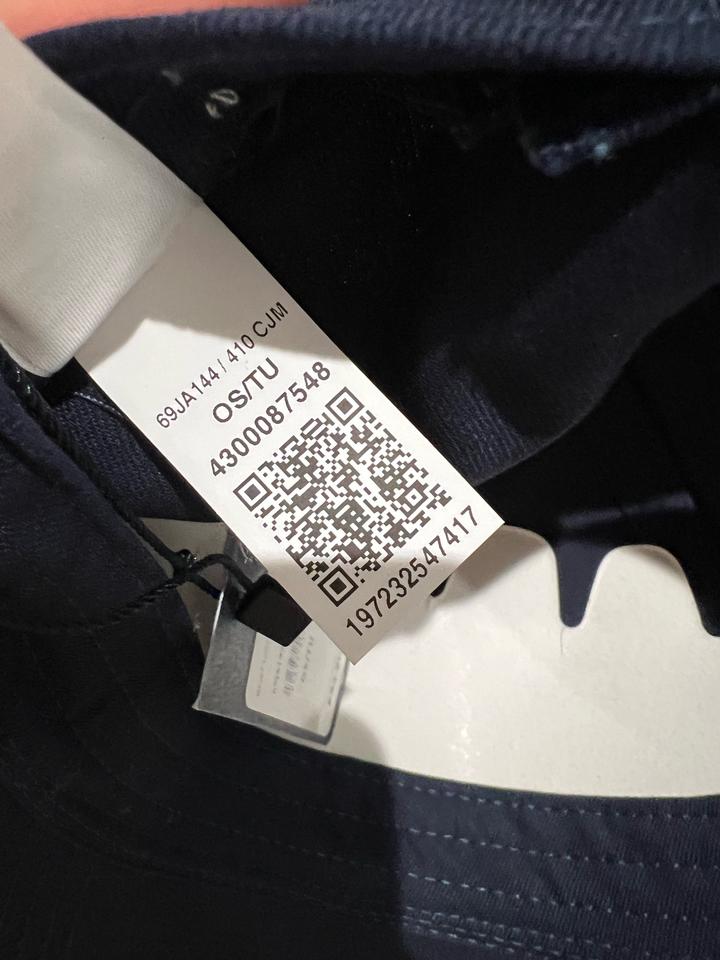 69JA144 / 410 CJM
OS/TU
4300087548
197232547417